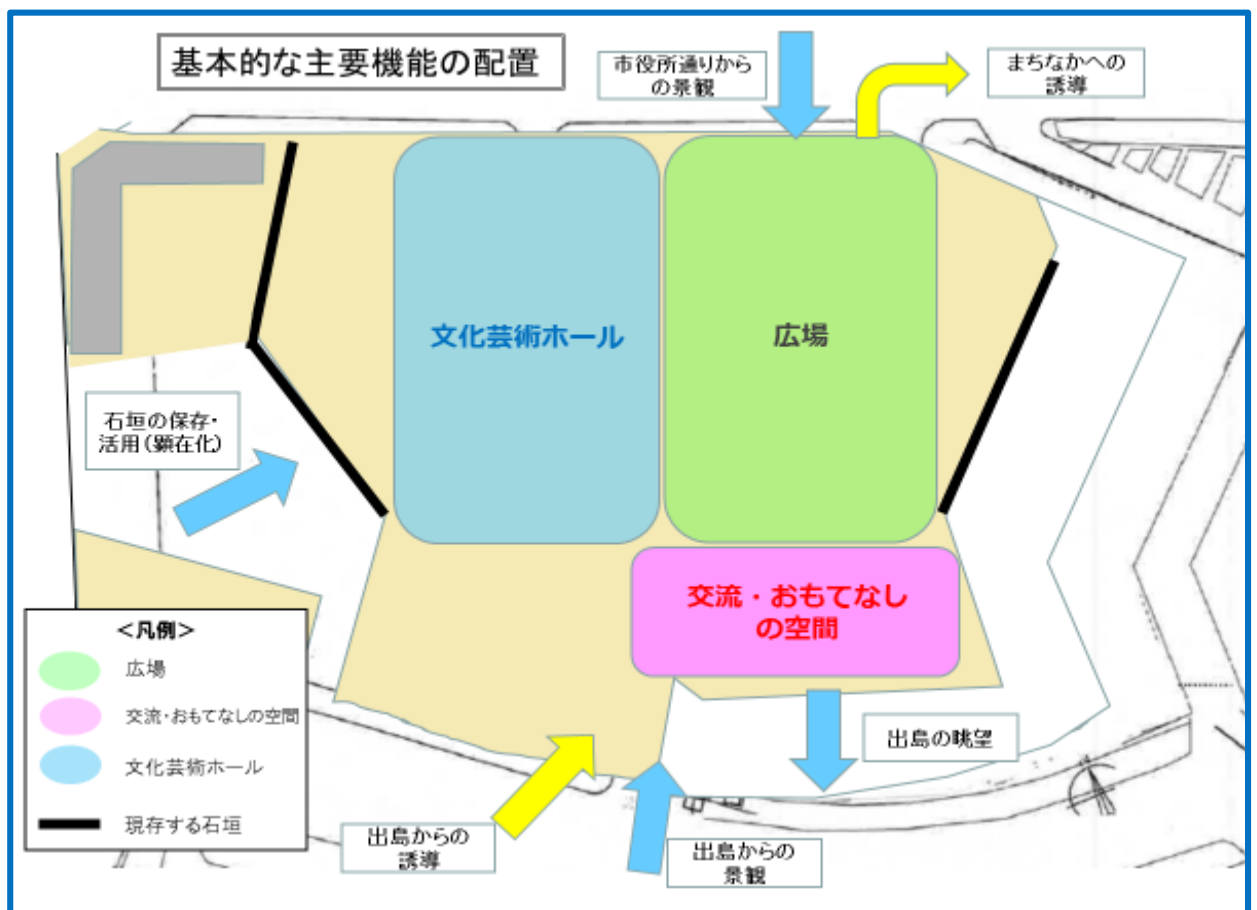 基本的な主要機能の配置
市役所通りから
の景観
まちなかへの
誘導
文化芸術ホール
広場
石垣の保存・
活用(顕在化)
交流・おもてなし
の空間
<凡例>
広場
交流・おもてなしの空間
文化芸術ホール
現存する石垣
出島の眺望
出島からの
誘導
出島からの
景観